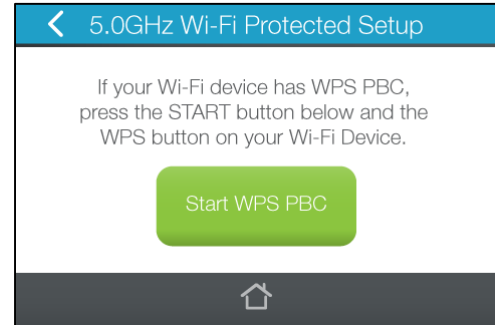 5.0GHz Wi-Fi Protected Setup
If your Wi-Fi device has WPS PBC,
press the START button below and the
WPS button on your Wi-Fi Device.
Start WPS PBC